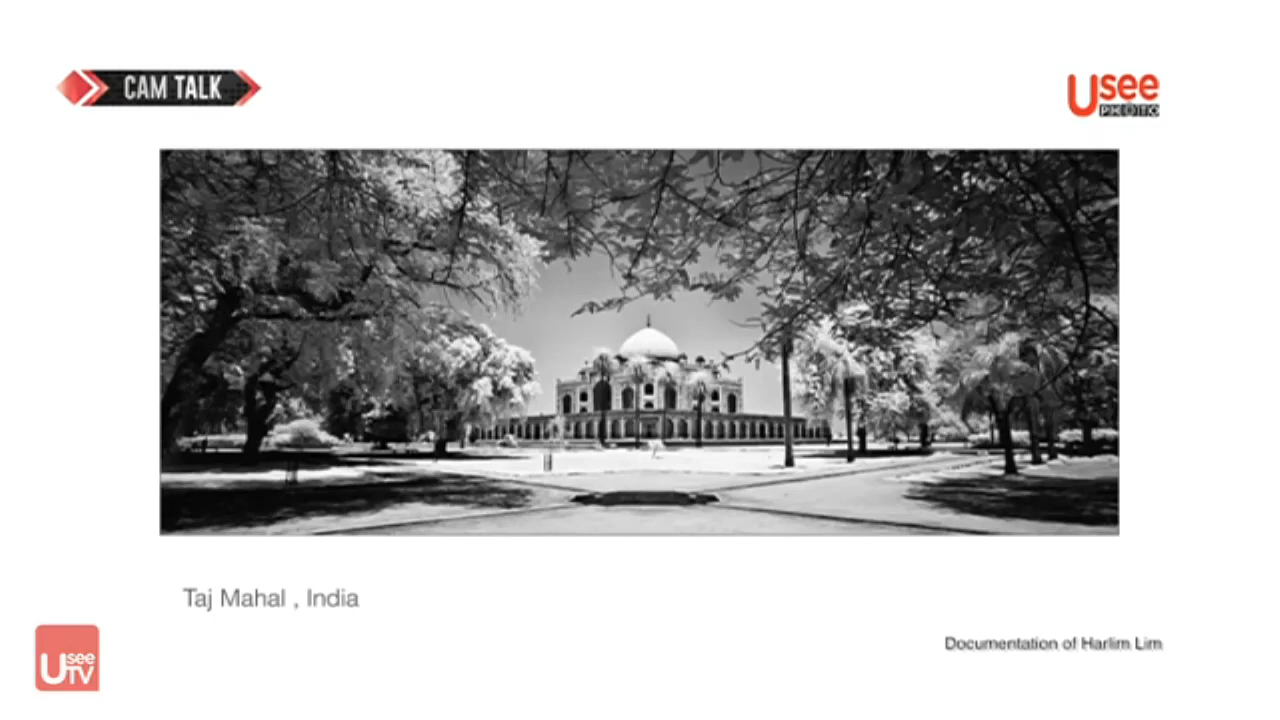 CAM TALK
Usee
PHOTO
Taj Mahal , India
Documentation of Harlim Lim
Usee
TV